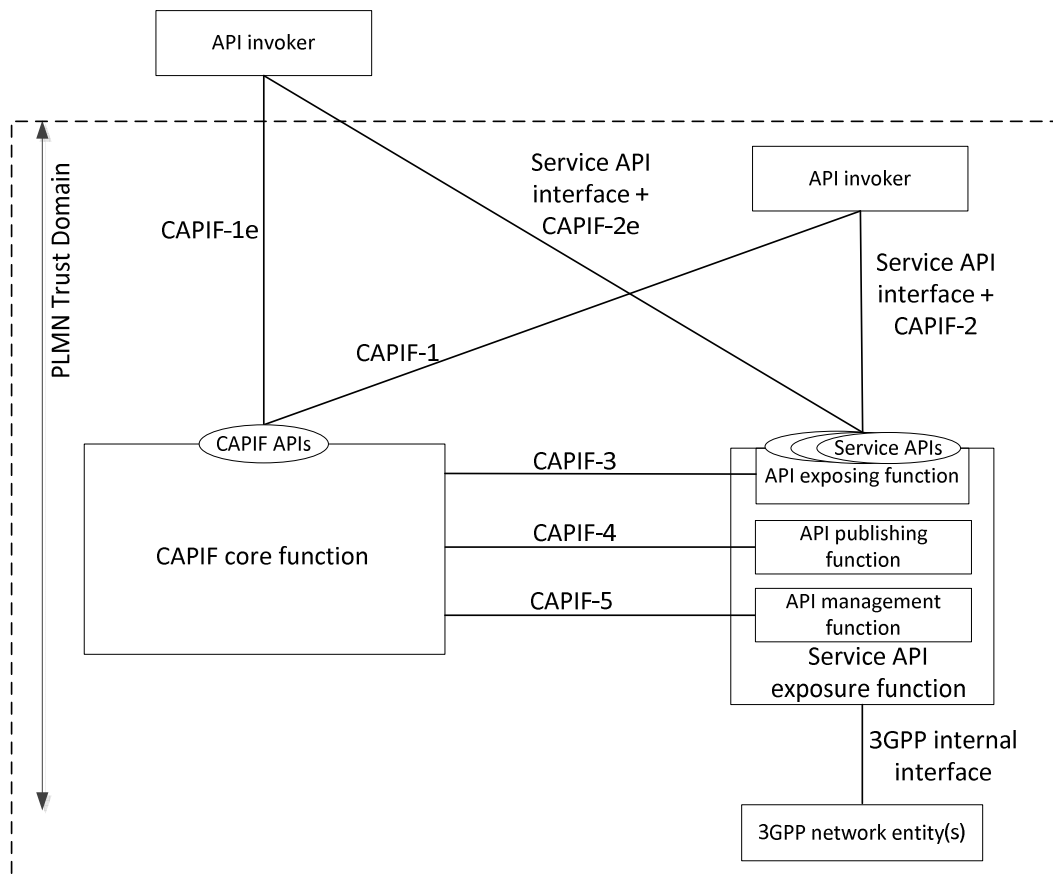 API invoker
PLMN Trust Domain
CAPIF-1e
Service API
interface +
CAPIF-2e
API invoker
Service API
interface +
CAPIF-2
CAPIF-1
CAPIF APIs
Service APIs
CAPIF-3
API exposing function
CAPIF core function
CAPIF-4
API publishing
function
CAPIF-5
API management
function
Service API
exposure function
3GPP internal
interface
3GPP network entity(s)